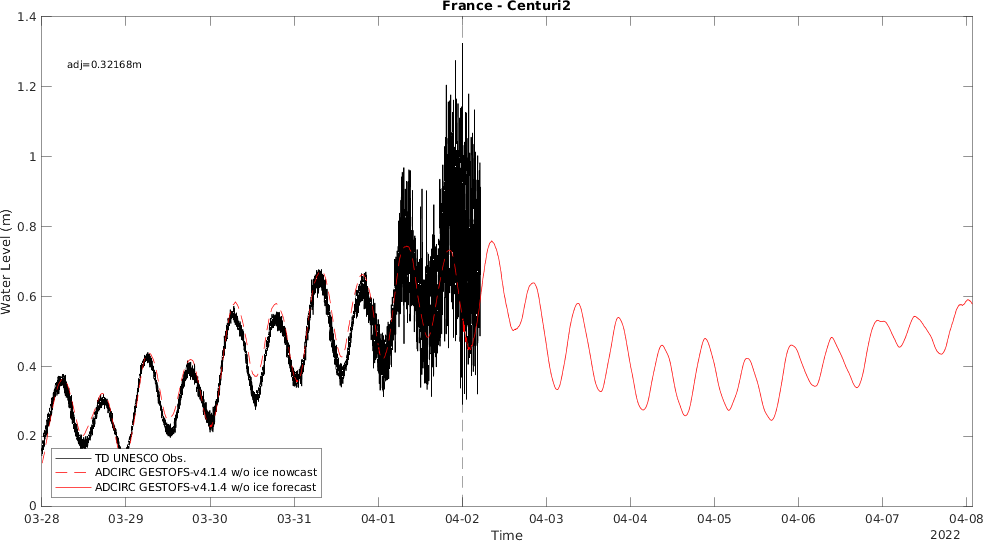 France - Centuri2
adj=0.32168m
Water Level (m)
1.4
1.2
1
0.8
0.6
0.4
0.2
0
TD UNESCO Obs.
ADCIRC GESTOFS-v4.1.4 w/o ice nowcast
ADCIRC GESTOFS-v4.1.4 w/o ice forecast
03-28 03-29 03-30 03-31 04-01 04-02 04-03 04-04 04-05 04-06 04-07 04-08
Time
2022